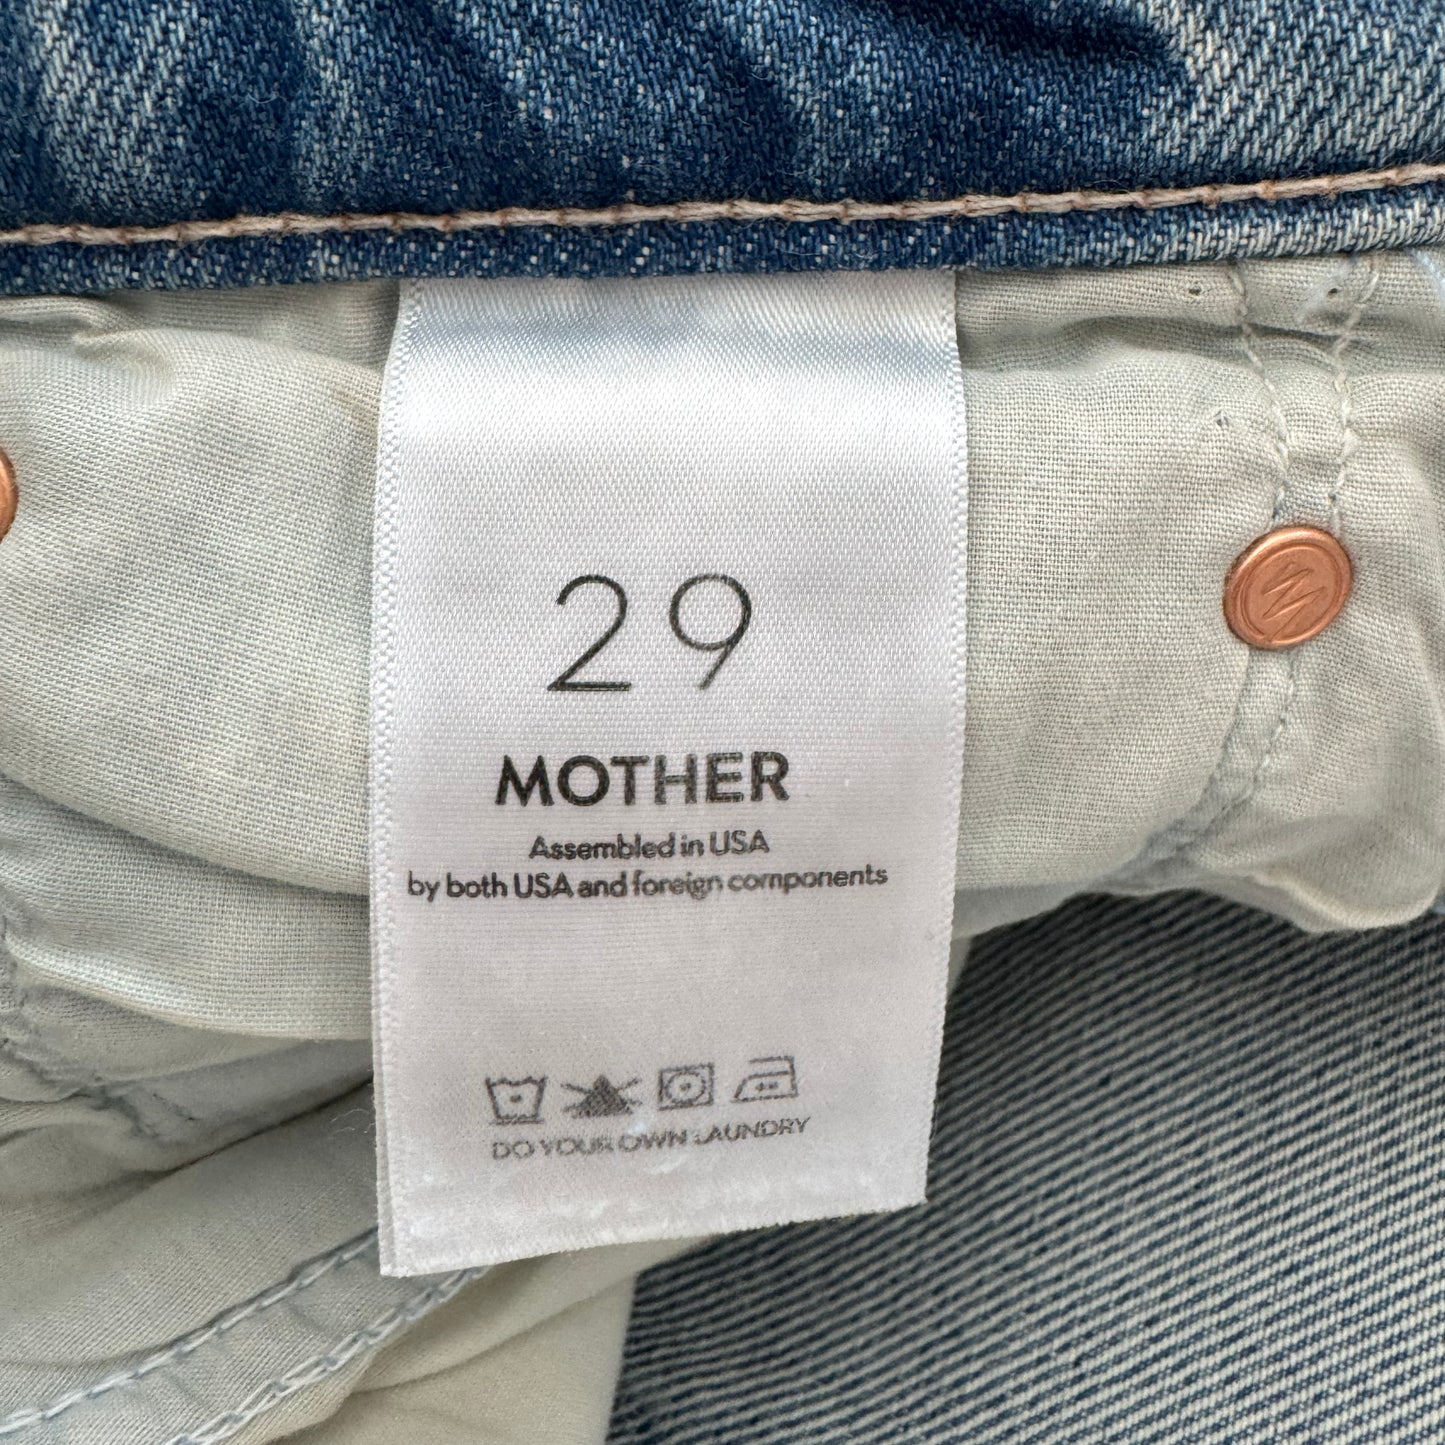 29
MOTHER
Assembled in USA
by both USA and foreign components
DO YOUR OWN LAUNDRY